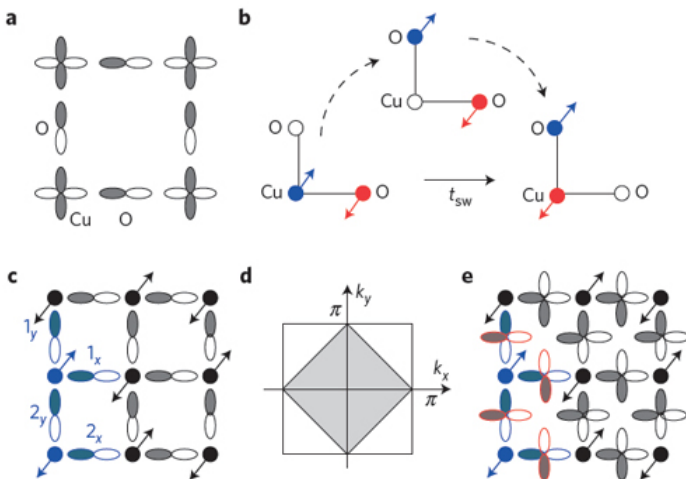 a
O
Cu O
b
O
Cu O
O
Cu O
t_sw
O
Cu O
c
1_y
1_x
2_y
2_x
d
π k_y
k_x
π
e